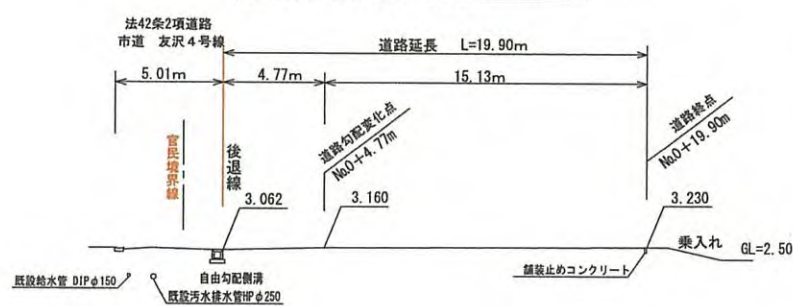 法42条2項道路
市道 友沢4号線
道路延長 L=19.90m
5.01m
4.77m
15.13m
官民境界線
後退線
道路勾配変化点
No.0+4.77m
道路終点
No.0+19.90m
3.062
3.160
3.230
乗入れ
GL=2.50
舗装止めコンクリート
自由勾配側溝
既設給水管 DIPφ150
既設汚水排水管HPφ250